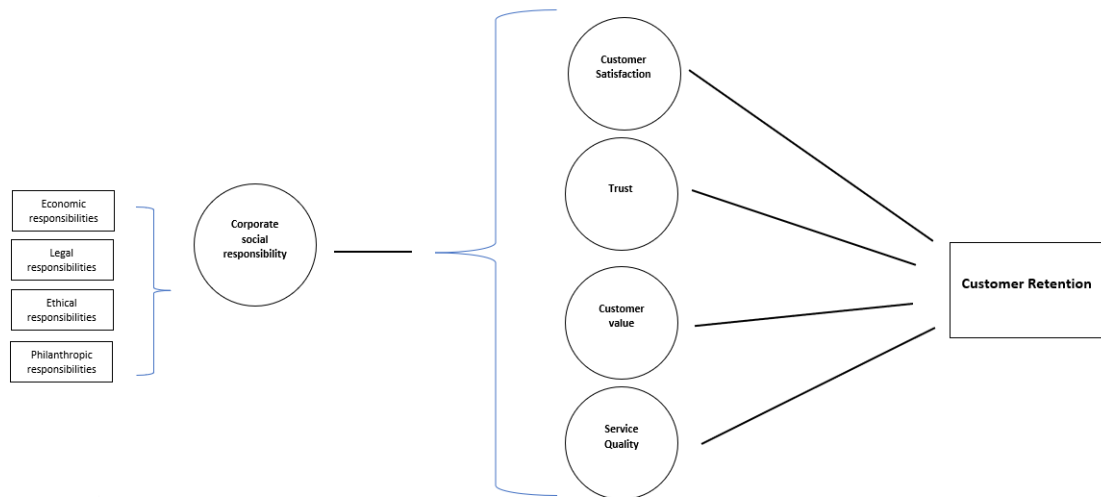 Economic
responsibilities
Legal
responsibilities
Ethical
responsibilities
Philanthropic
responsibilities
Corporate
social
responsibility
Customer
Satisfaction
Trust
Customer
value
Service
Quality
Customer Retention